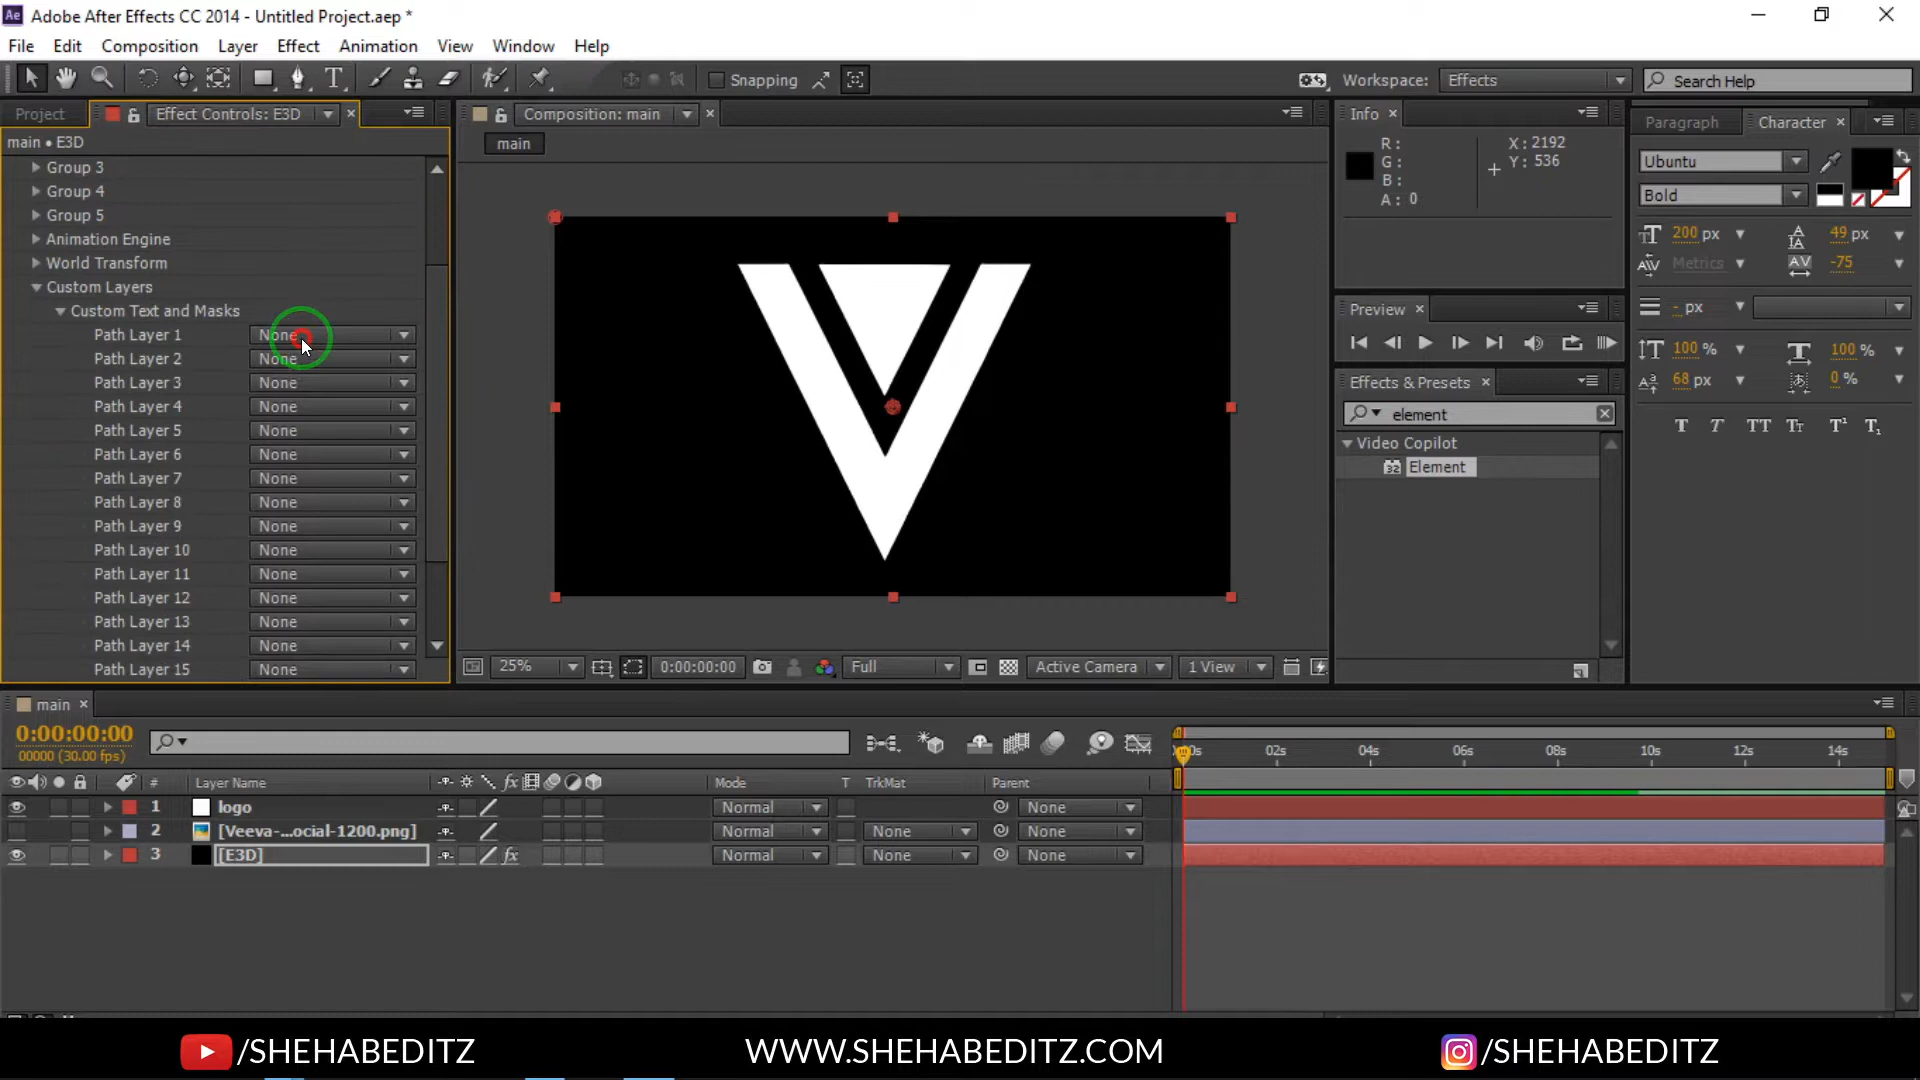 Ae Adobe After Effects CC 2014 - Untitled Project.aep *
File Edit Composition Layer Effect Animation View Window Help
Snapping Workspace: Effects Search Help
Project Effect Controls: E3D
main • E3D
Group 3
Group 4
Group 5
Animation Engine
World Transform
Custom Layers
Custom Text and Masks
Path Layer 1 None
Path Layer 2 None
Path Layer 3 None
Path Layer 4 None
Path Layer 5 None
Path Layer 6 None
Path Layer 7 None
Path Layer 8 None
Path Layer 9 None
Path Layer 10 None
Path Layer 11 None
Path Layer 12 None
Path Layer 13 None
Path Layer 14 None
Path Layer 15 None
Composition: main
main
25% 0:00:00:00 Full Active Camera 1 View
Info
R: X: 2192
G: Y: 536
B:
A: 0
Preview
Effects & Presets
element
Video Copilot
32 Element
Paragraph Character
Ubuntu
Bold
200 px 49 px
Metrics -75
- px
100 % 100 %
68 px 0 %
T T TT Tt T¹ T₁
main
0:00:00:00
00000 (30.00 fps)
# Layer Name Mode T TrkMat Parent
1 logo Normal None
2 [Veeva-...ocial-1200.png] Normal None None
3 [E3D] Normal None None
02s 04s 06s 08s 10s 12s 14s
/SHEHABEDITZ WWW.SHEHABEDITZ.COM /SHEHABEDITZ